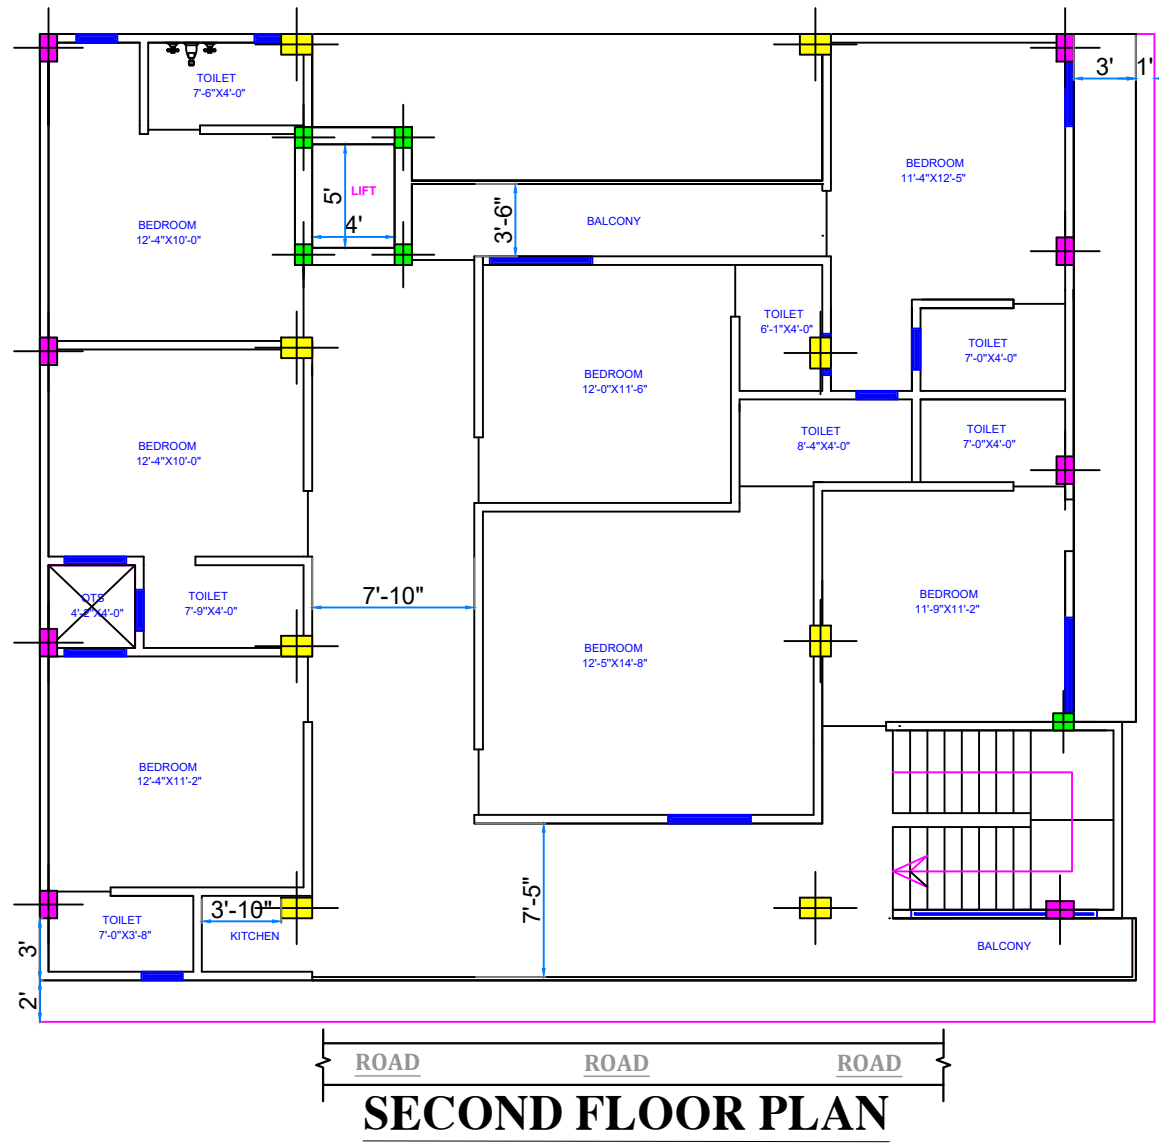 3'
1'
TOILET
7'-6"X4'-0"
BEDROOM
11'-4"X12'-5"
LIFT
5'
4'
3'-6"
BALCONY
BEDROOM
12'-4"X10'-0"
TOILET
6'-1"X4'-0"
TOILET
7'-0"X4'-0"
BEDROOM
12'-0"X11'-6"
TOILET
8'-4"X4'-0"
TOILET
7'-0"X4'-0"
BEDROOM
12'-4"X10'-0"
OTS
4'-2"X4'-0"
TOILET
7'-9"X4'-0"
7'-10"
BEDROOM
11'-9"X11'-2"
BEDROOM
12'-5"X14'-8"
BEDROOM
12'-4"X11'-2"
7'-5"
3'-10"
TOILET
7'-0"X3'-8"
KITCHEN
BALCONY
3'
2'
ROAD ROAD ROAD
SECOND FLOOR PLAN